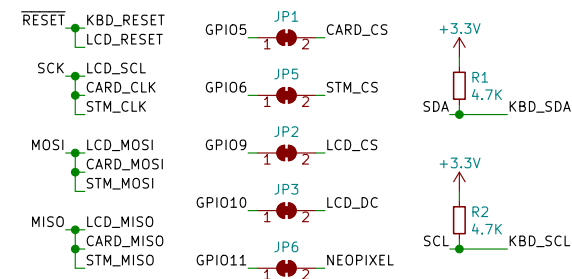 RESET KBD_RESET
LCD_RESET
SCK LCD_SCL
CARD_CLK
STM_CLK
MOSI LCD_MOSI
CARD_MOSI
STM_MOSI
MISO LCD_MISO
CARD_MISO
STM_MISO
JP1
GPIO5 1 2 CARD_CS
JP5
GPIO6 1 2 STM_CS
JP2
GPIO9 1 2 LCD_CS
JP3
GPIO10 1 2 LCD_DC
JP6
GPIO11 1 2 NEOPIXEL
+3.3V
R1
4.7K
SDA KBD_SDA
+3.3V
R2
4.7K
SCL KBD_SCL